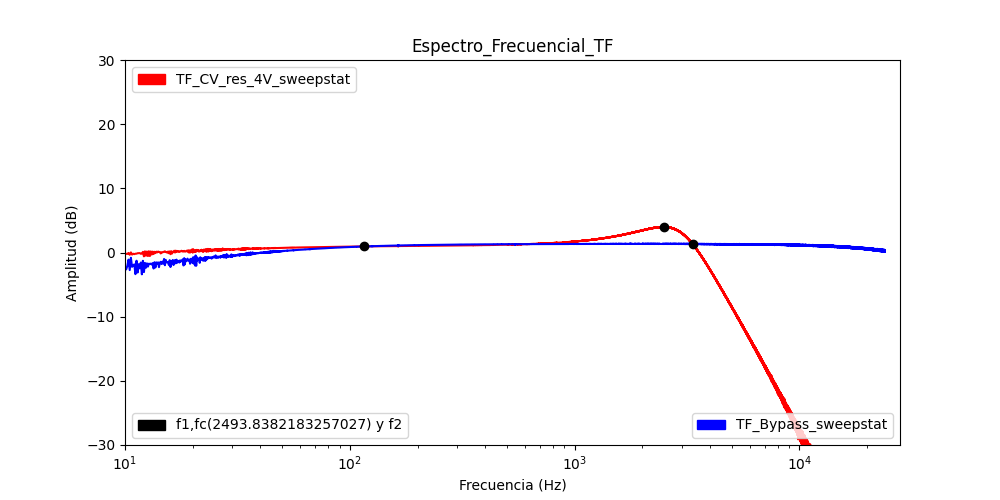 Espectro_Frecuencial_TF
TF_CV_res_4V_sweepstat
Amplitud (dB)
30
20
10
0
−10
−20
−30
f1,fc(2493.8382183257027) y f2
TF_Bypass_sweepstat
10¹
10²
10³
10⁴
Frecuencia (Hz)